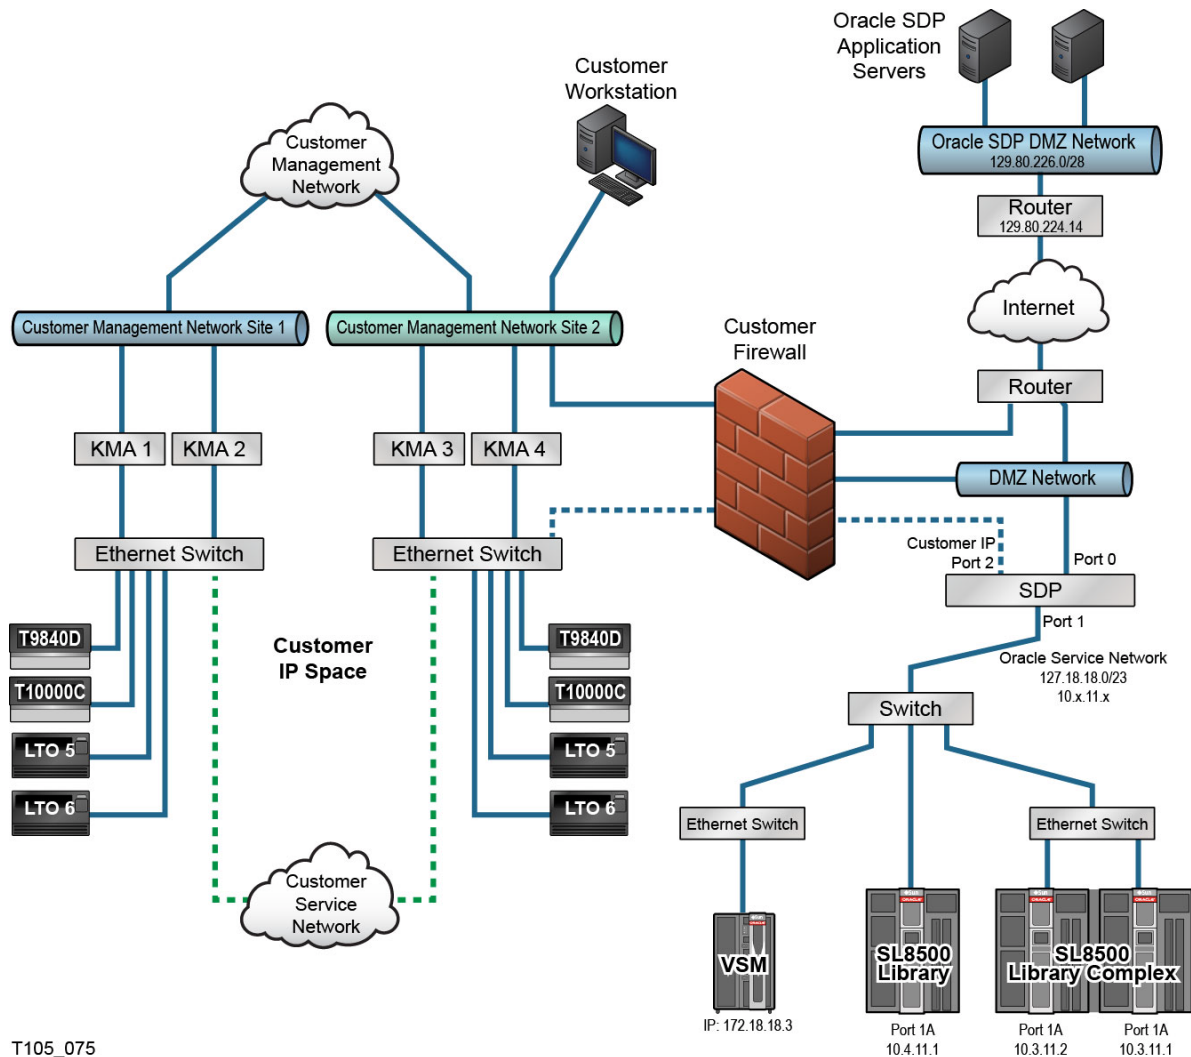 Oracle SDP
Application
Servers
Customer
Workstation
Customer
Management
Network
Oracle SDP DMZ Network
129.80.226.0/28
Router
129.80.224.14
Internet
Customer Management Network Site 1
Customer Management Network Site 2
Customer
Firewall
Router
KMA 1
KMA 2
KMA 3
KMA 4
DMZ Network
Ethernet Switch
Ethernet Switch
Customer IP
Port 2
Port 0
SDP
Port 1
T9840D
T10000C
LTO 5
LTO 6
Customer
IP Space
T9840D
T10000C
LTO 5
LTO 6
Oracle Service Network
127.18.18.0/23
10.x.11.x
Switch
Ethernet Switch
Ethernet Switch
Customer
Service
Network
Sun
ORACLE
Sun
ORACLE
Sun
ORACLE
VSM
SL8500
Library
SL8500
Library Complex
IP: 172.18.18.3
Port 1A
10.4.11.1
Port 1A
10.3.11.2
Port 1A
10.3.11.1
T105_075